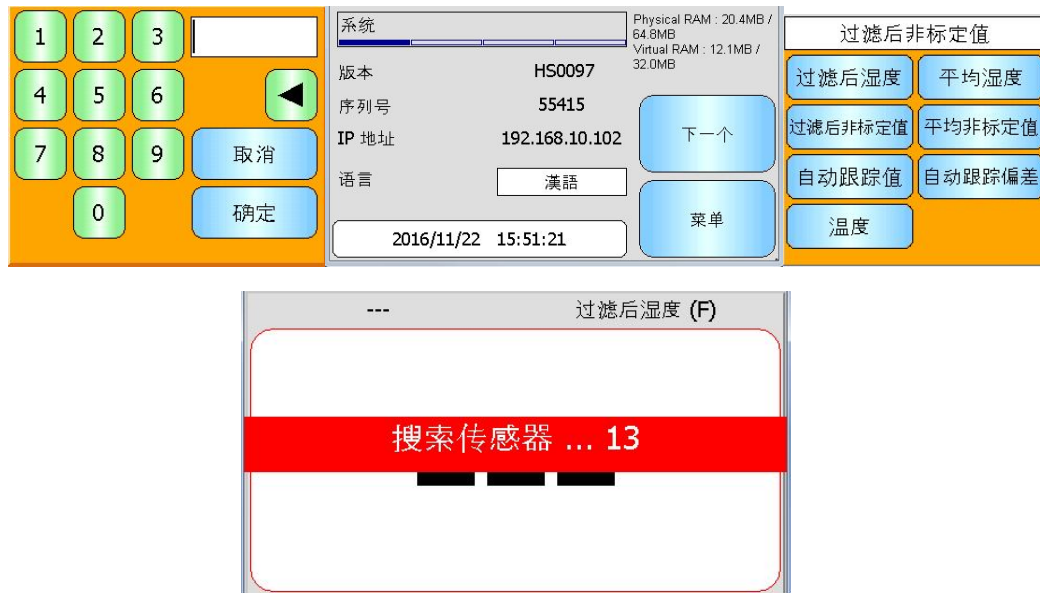 1 2 3
4 5 6
7 8 9 取消
0 确定
系统
Physical RAM : 20.4MB /
64.8MB
Virtual RAM : 12.1MB /
32.0MB
版本 HS0097
序列号 55415
IP 地址 192.168.10.102
语言 漢語
2016/11/22 15:51:21
下一个
菜单
过滤后非标定值
过滤后湿度 平均湿度
过滤后非标定值 平均非标定值
自动跟踪值 自动跟踪偏差
温度
--- 过滤后湿度 (F)
搜索传感器 ... 13